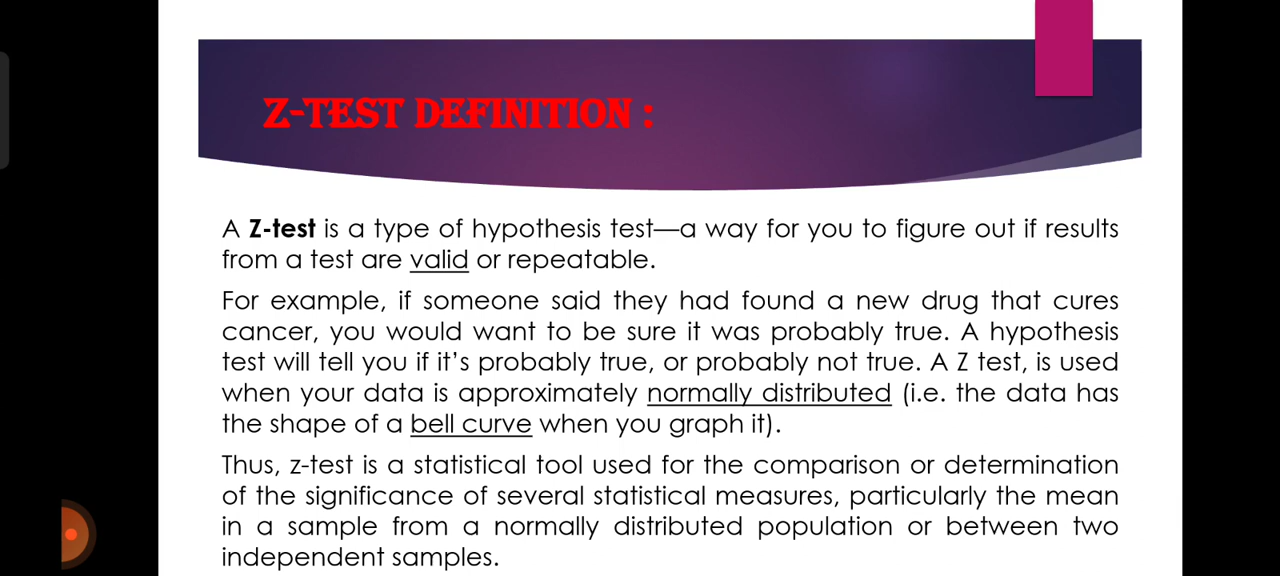 Z-TEST DEFINITION :
A Z-test is a type of hypothesis test—a way for you to figure out if results
from a test are valid or repeatable.
For example, if someone said they had found a new drug that cures
cancer, you would want to be sure it was probably true. A hypothesis
test will tell you if it’s probably true, or probably not true. A Z test, is used
when your data is approximately normally distributed (i.e. the data has
the shape of a bell curve when you graph it).
Thus, z-test is a statistical tool used for the comparison or determination
of the significance of several statistical measures, particularly the mean
in a sample from a normally distributed population or between two
independent samples.